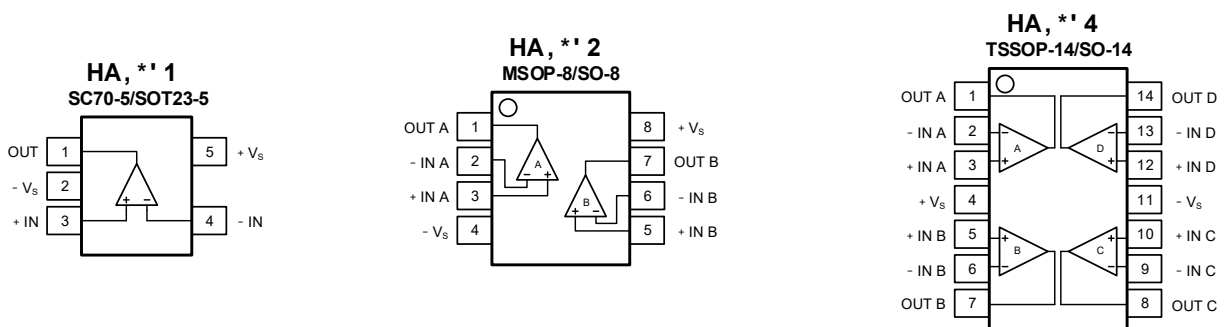 HA, *' 1
SC70-5/SOT23-5
OUT 1
- Vs 2
+ IN 3
5 + Vs
4 - IN
+ -
HA, *' 2
MSOP-8/SO-8
OUT A 1
- IN A 2
+ IN A 3
- Vs 4
8 + Vs
7 OUT B
6 - IN B
5 + IN B
A
- +
B
+ -
HA, *' 4
TSSOP-14/SO-14
OUT A 1
- IN A 2
+ IN A 3
+ Vs 4
+ IN B 5
- IN B 6
OUT B 7
14 OUT D
13 - IN D
12 + IN D
11 - Vs
10 + IN C
9 - IN C
8 OUT C
- A +
- D +
+ B -
+ C -